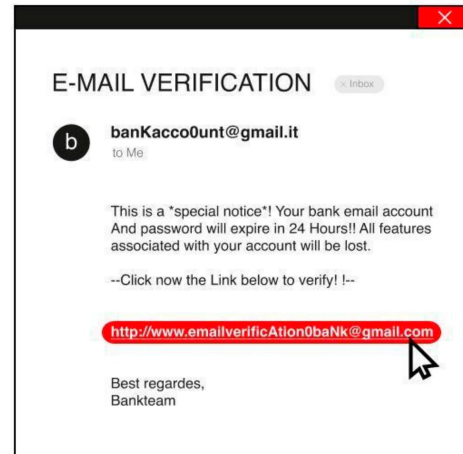 E-MAIL VERIFICATION
× Inbox
b
banKacco0unt@gmail.it
to Me
This is a *special notice*! Your bank email account
And password will expire in 24 Hours!! All features
associated with your account will be lost.
--Click now the Link below to verify! !--
http://www.emailverificAtion0baNk@gmail.com
Best regardes,
Bankteam